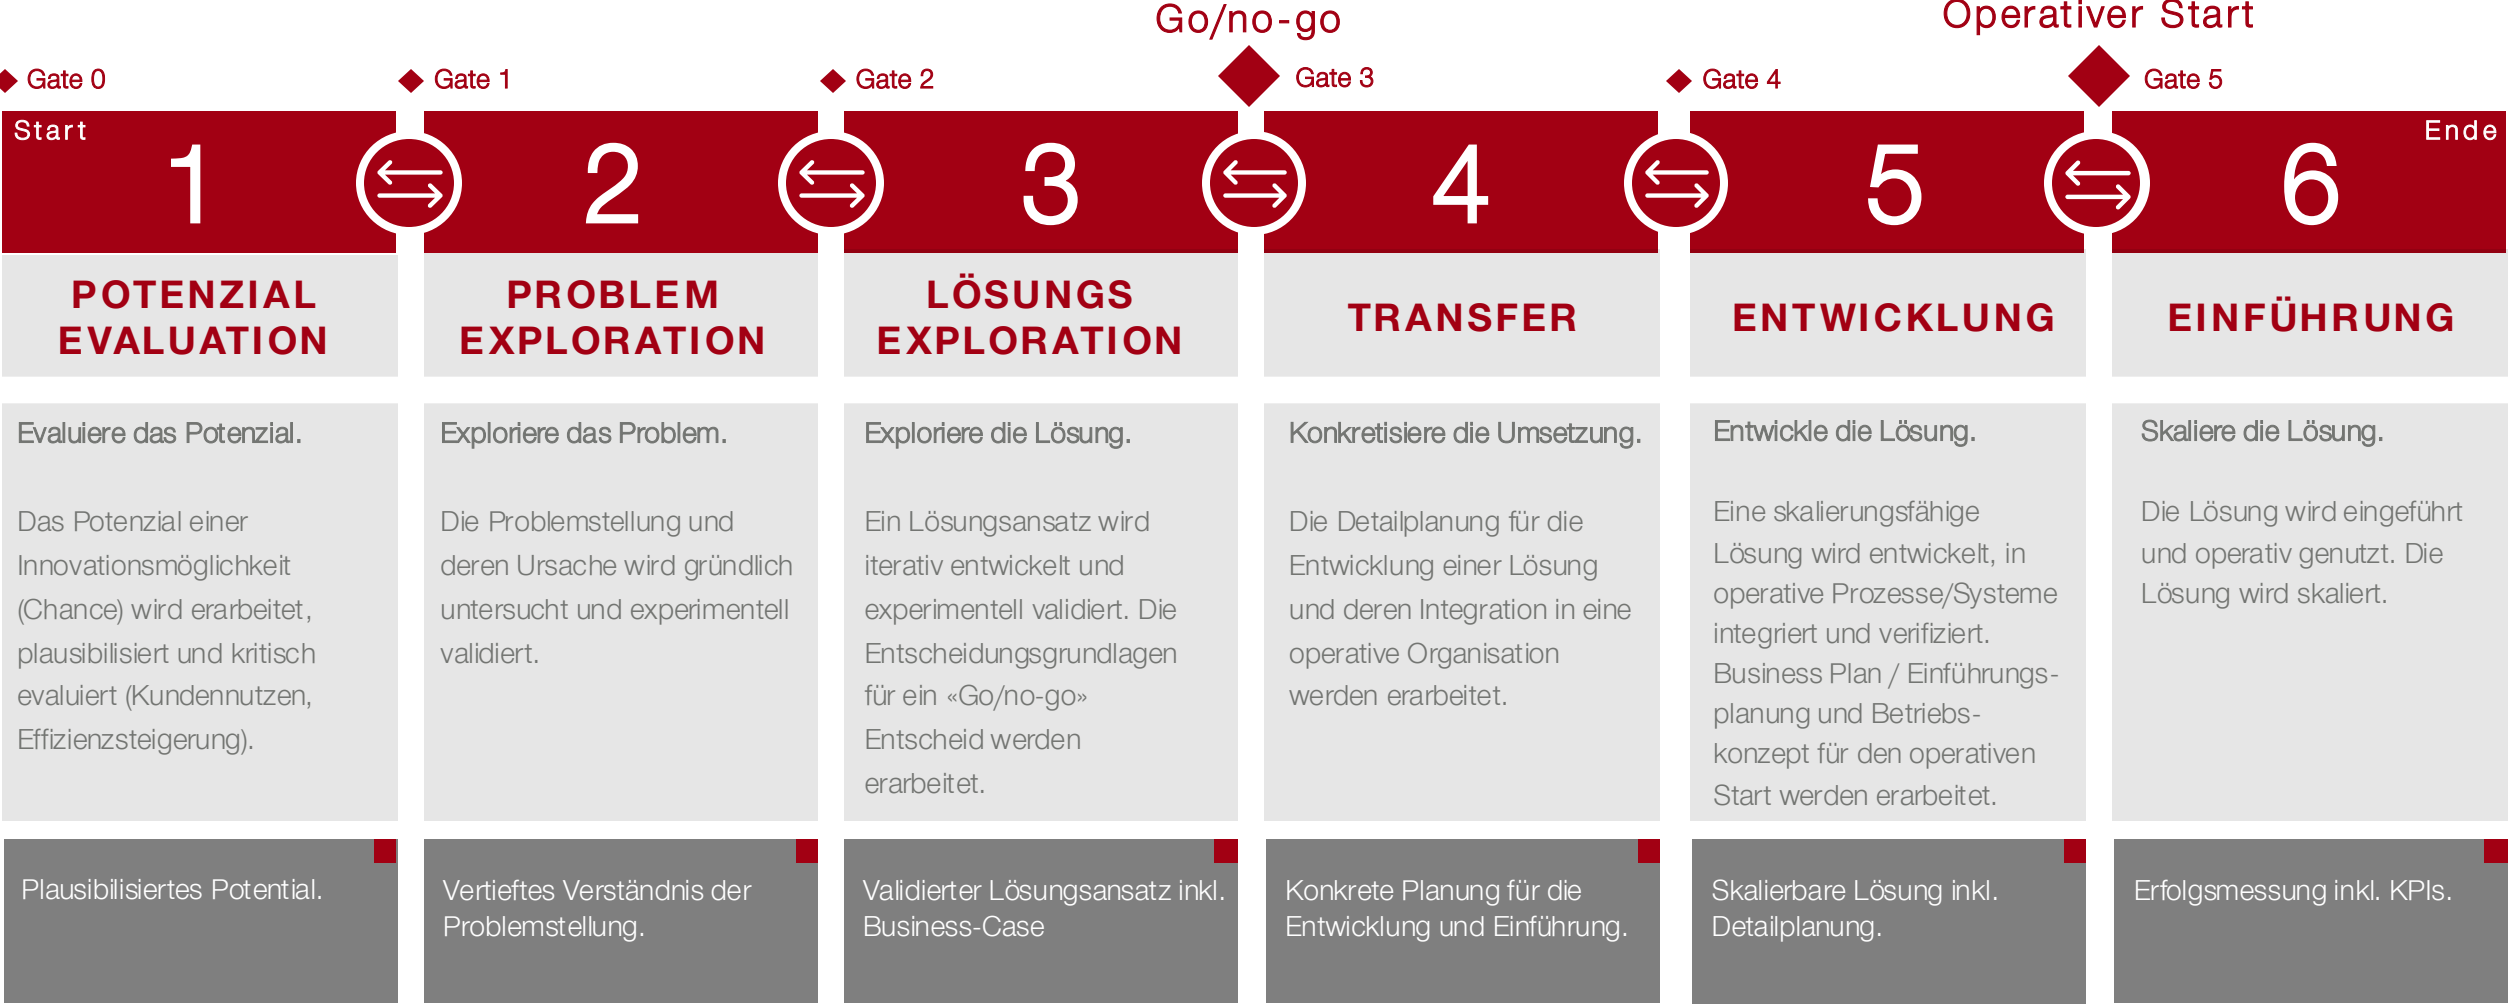 Go/no-go
Operativer Start
Gate 0
Gate 1
Gate 2
Gate 3
Gate 4
Gate 5
Start
1
2
3
4
5
6
Ende
POTENZIAL
EVALUATION
PROBLEM
EXPLORATION
LÖSUNGS
EXPLORATION
TRANSFER
ENTWICKLUNG
EINFÜHRUNG
Evaluiere das Potenzial.
Das Potenzial einer
Innovationsmöglichkeit
(Chance) wird erarbeitet,
plausibilisiert und kritisch
evaluiert (Kundennutzen,
Effizienzsteigerung).
Exploriere das Problem.
Die Problemstellung und
deren Ursache wird gründlich
untersucht und experimentell
validiert.
Exploriere die Lösung.
Ein Lösungsansatz wird
iterativ entwickelt und
experimentell validiert. Die
Entscheidungsgrundlagen
für ein «Go/no-go»
Entscheid werden
erarbeitet.
Konkretisiere die Umsetzung.
Die Detailplanung für die
Entwicklung einer Lösung
und deren Integration in eine
operative Organisation
werden erarbeitet.
Entwickle die Lösung.
Eine skalierungsfähige
Lösung wird entwickelt, in
operative Prozesse/Systeme
integriert und verifiziert.
Business Plan / Einführungs-
planung und Betriebs-
konzept für den operativen
Start werden erarbeitet.
Skaliere die Lösung.
Die Lösung wird eingeführt
und operativ genutzt. Die
Lösung wird skaliert.
Plausibilisiertes Potential.
Vertieftes Verständnis der
Problemstellung.
Validierter Lösungsansatz inkl.
Business-Case
Konkrete Planung für die
Entwicklung und Einführung.
Skalierbare Lösung inkl.
Detailplanung.
Erfolgsmessung inkl. KPIs.